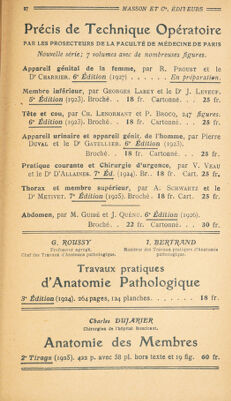 82 MASSON ET Cie, ÉDITEURS
Précis de Technique Opératoire
PAR LES PROSECTEURS DE LA FACULTÉ DE MÉDECINE DE PARIS
Nouvelle série; 7 volumes avec de nombreuses figures.
Appareil génital de la femme, par R. PROUST et le
Dr CHARRIER. 6e Édition (1927) . . . En préparation.
Membre inférieur, par GEORGES LABEY et le Dr J. LEVEUF.
6e Édition (1923). Broché. . 18 fr. Cartonné. . . 25 fr.
Tête et cou, par CH. LENORMANT et P. BROCQ, 247 figures.
6e Édition (1923). Broché. . 18 fr. Cartonné. . . 25 fr.
Appareil urinaire et appareil génit. de l'homme, par PIERRE
DUVAL et le Dr GATELLIER. 6e Édition (1923).
Broché. . . . . . 18 fr. Cartonné. . . 25 fr.
Pratique courante et Chirurgie d'urgence, par V. VEAU
et le Dr D'ALLAINES. 7e Éd. (1924). Br. . 18 fr. Cart. 25 fr.
Thorax et membre supérieur, par A. SCHWARTZ et le
Dr METIVET. 7e Édition (1925). Broché. 18 fr. Cartonné. 25 fr.
Abdomen, par M. GUIBÉ et J. QUÉNU. 6e Édition (1926).
Broché. . . 22 fr. Cartonné. . . 30 fr.
G. ROUSSY I. BERTRAND
Professeur agrégé, Moniteur des Travaux pratiques d'Anatomie
Chef des Travaux d'Anatomie pathologique. pathologique.
Travaux pratiques
d'Anatomie Pathologique
3e Édition (1924). 264 pages, 124 planches. . . . . . 18 fr.
Charles DUJARIER
Chirurgien de l'hôpital Boucicaut.
Anatomie des Membres
2e Tirage (1925). 422 p. avec 58 pl. hors texte et 19 fig. 60 fr.